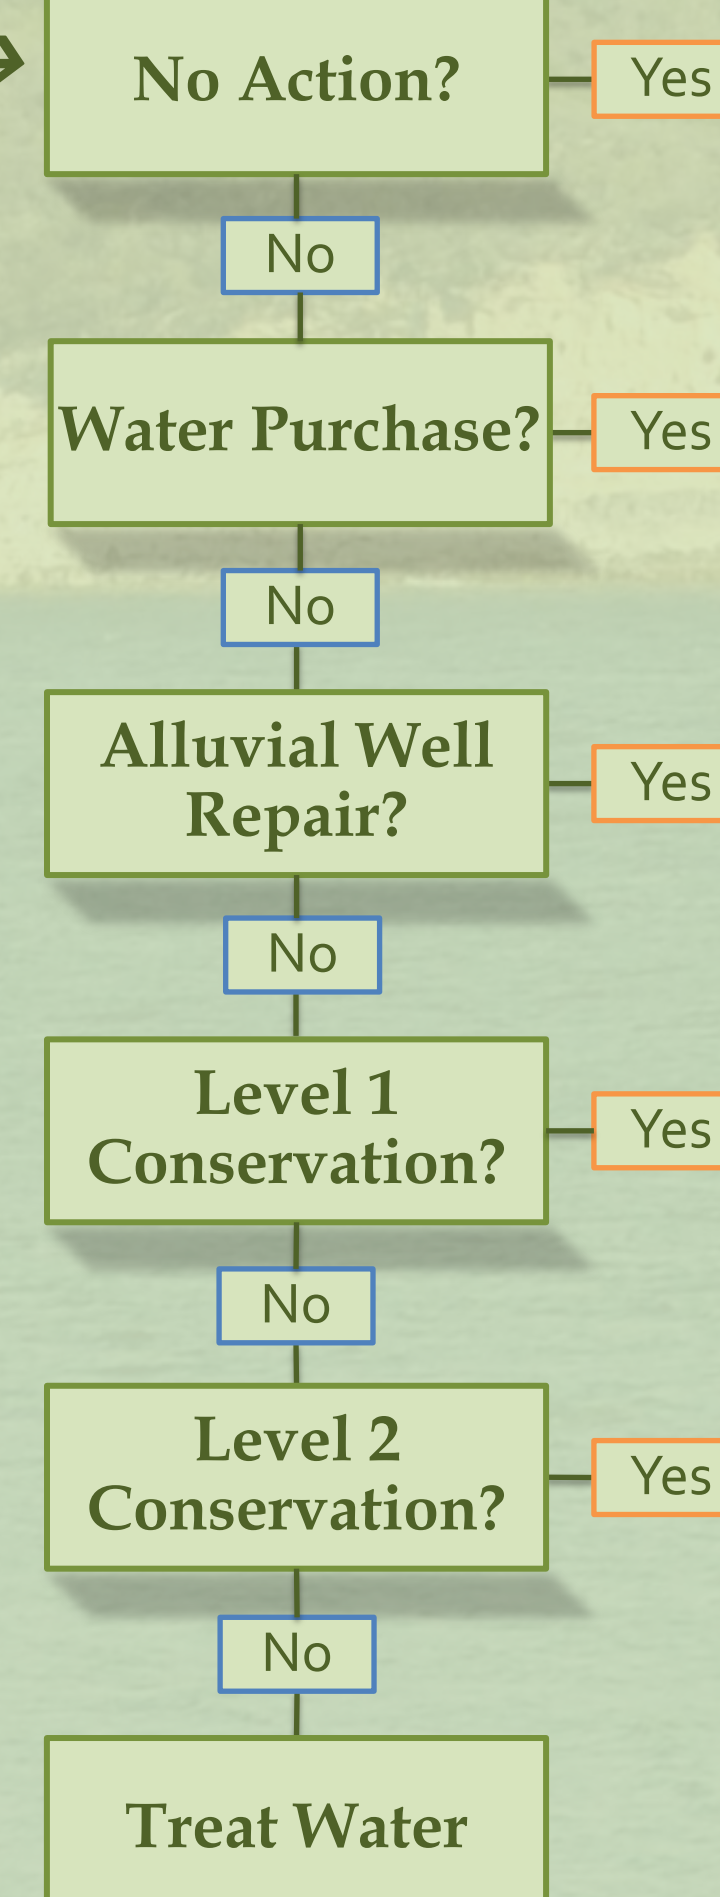 No Action?
Yes
No
Water Purchase?
Yes
No
Alluvial Well
Repair?
Yes
No
Level 1
Conservation?
Yes
No
Level 2
Conservation?
Yes
No
Treat Water